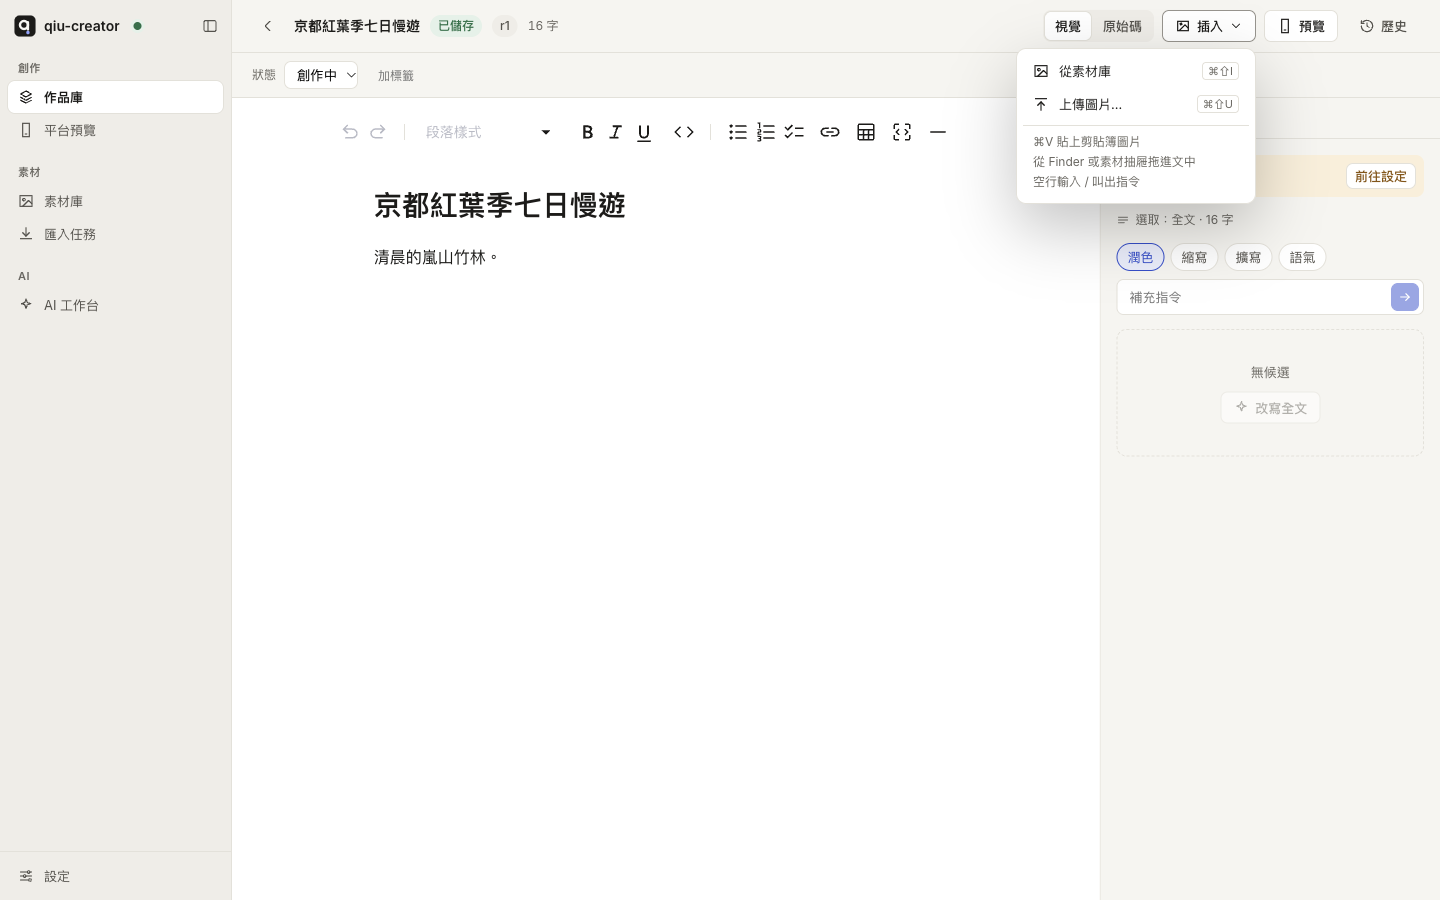 qiu-creator
創作
作品庫
平台預覽
素材
素材庫
匯入任務
AI
AI 工作台
設定
京都紅葉季七日慢遊 已儲存 r1 16 字
視覺 原始碼 插入 預覽 歷史
狀態 創作中 加標籤
從素材庫 ⌘⇧I
上傳圖片... ⌘⇧U
⌘V 貼上剪貼簿圖片
從 Finder 或素材抽屜拖進文中
空行輸入 / 叫出指令
段落樣式 B I U
京都紅葉季七日慢遊
清晨的嵐山竹林。
前往設定
選取：全文 · 16 字
潤色 縮寫 擴寫 語氣
補充指令
無候選
改寫全文